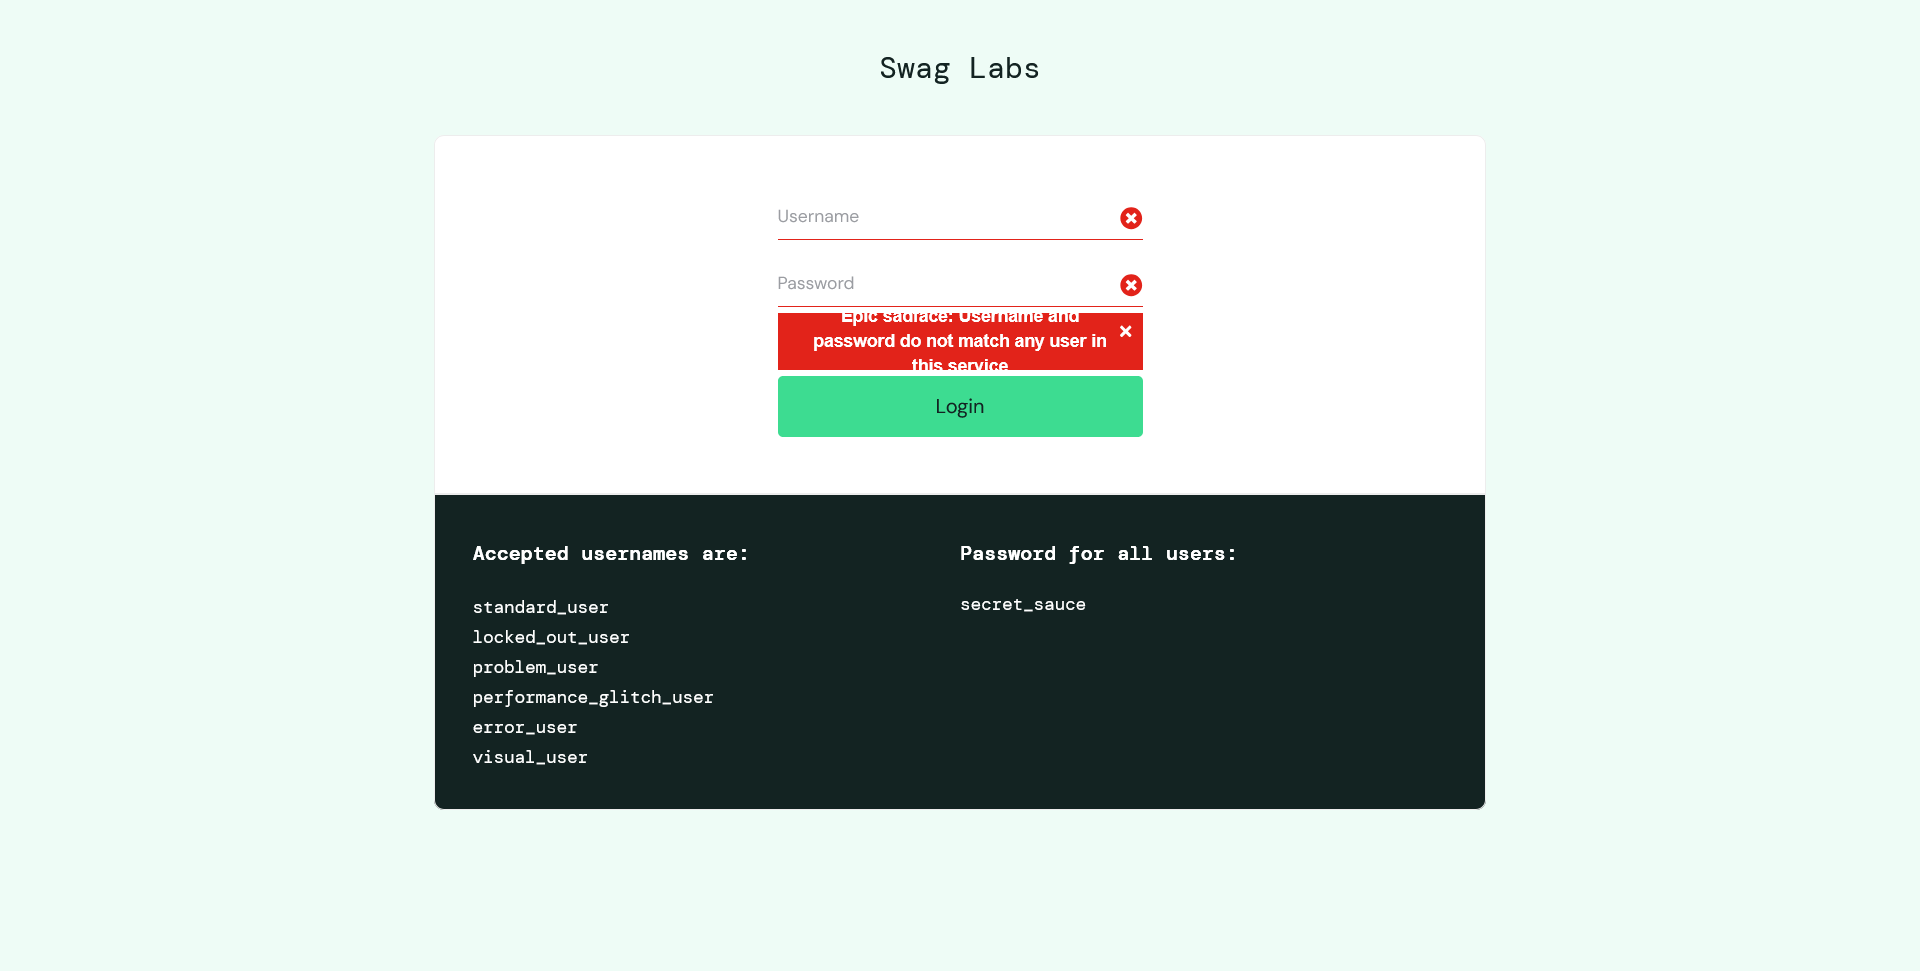 Swag Labs
Username
Password
Epic sadface: Username and
password do not match any user in
this service
Login
Accepted usernames are:
standard_user
locked_out_user
problem_user
performance_glitch_user
error_user
visual_user
Password for all users:
secret_sauce